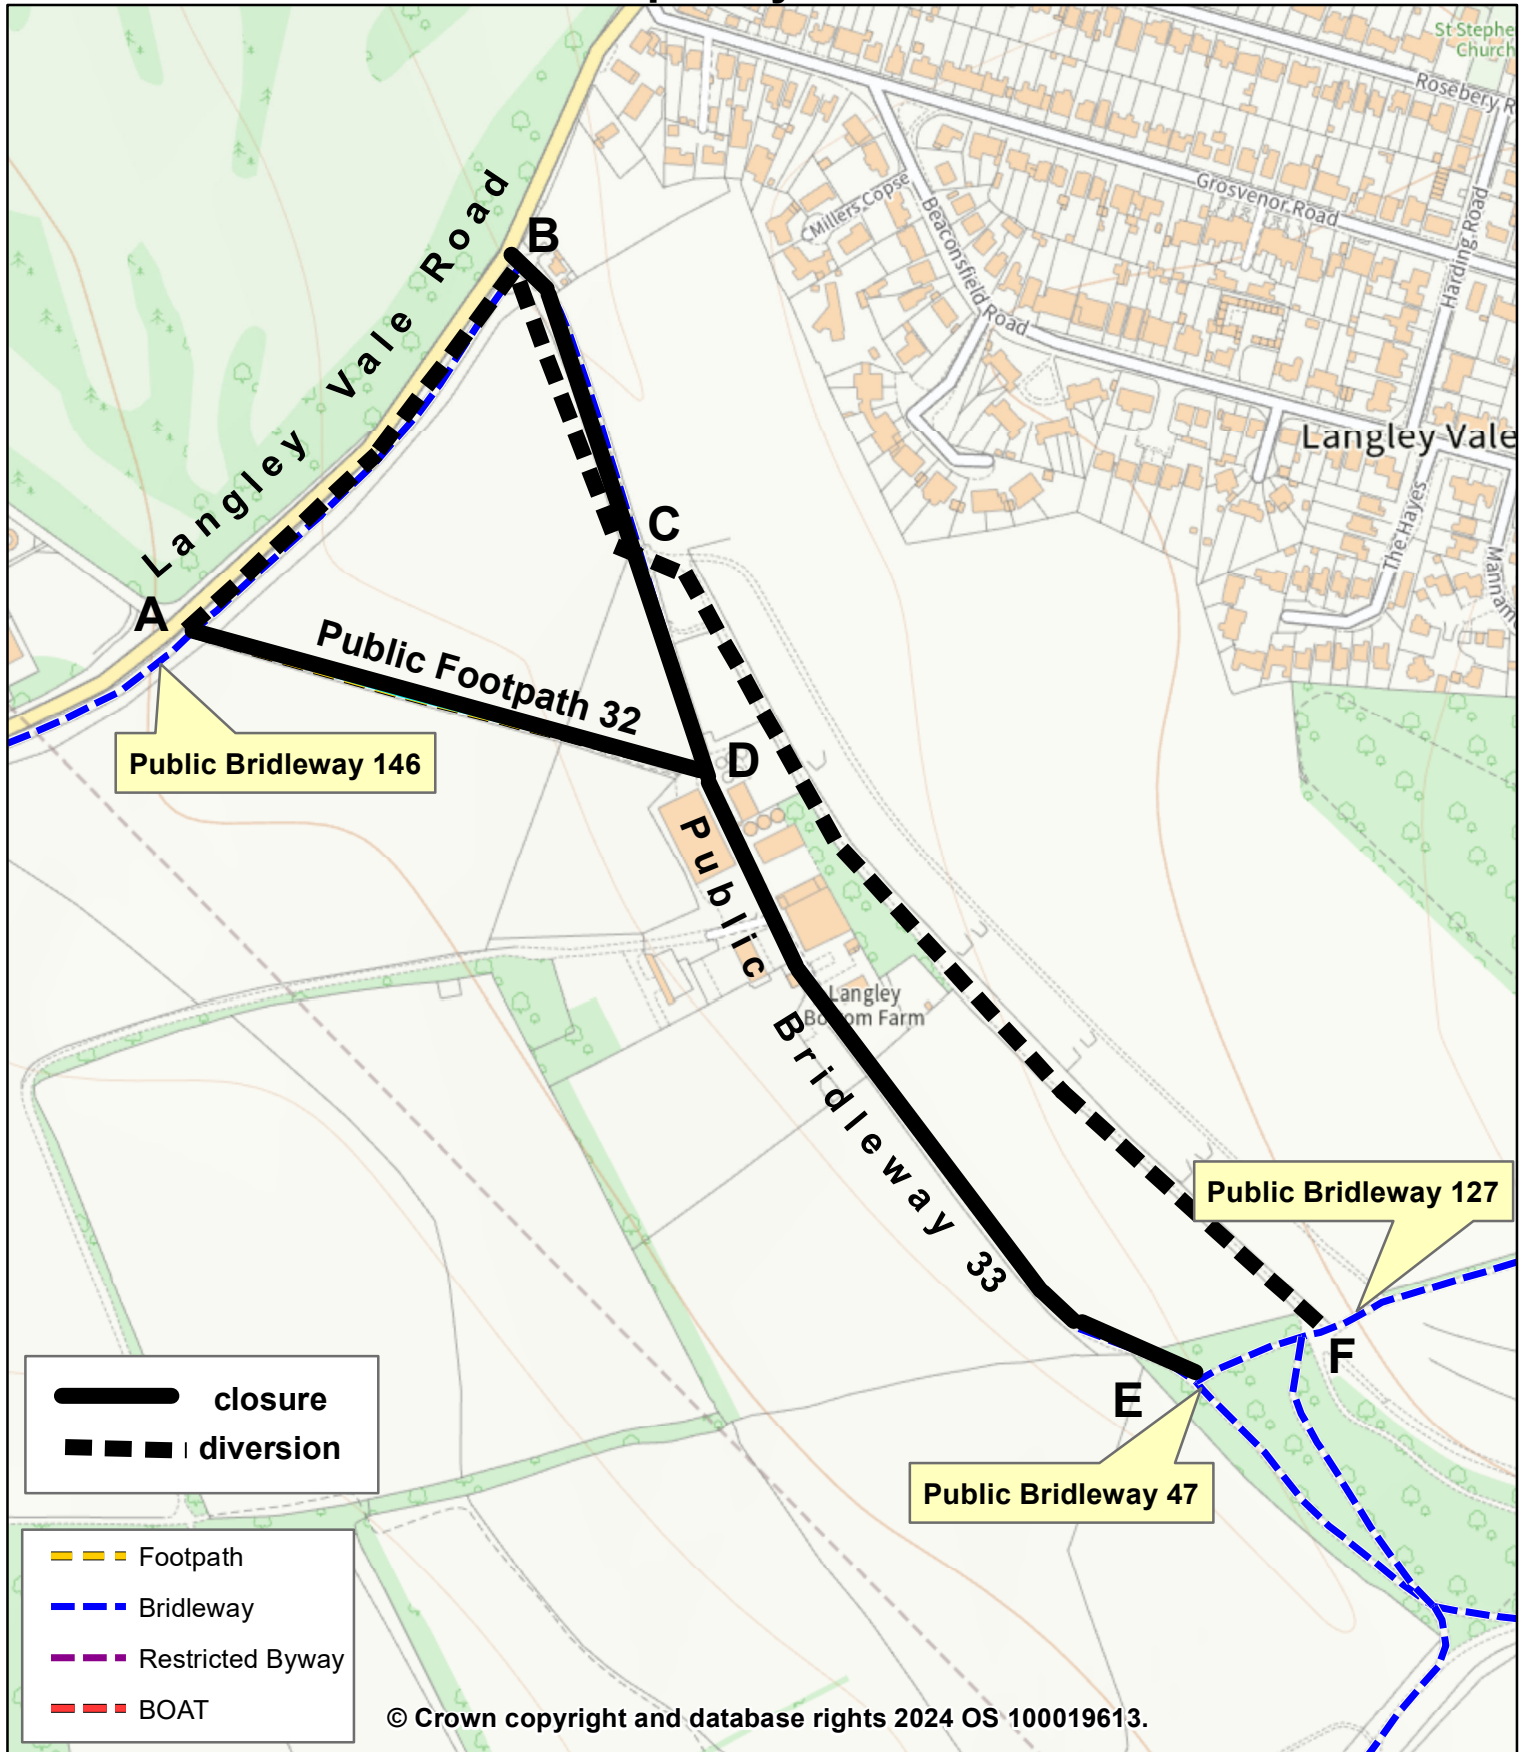 St Stephe
Church
Rosebery R
Grosvenor Road
Harding Road
Millers Copse
Beaconsfield Road
Langley Vale
The Hayes
Mannam
Langley Vale Road
B
C
A
Public Footpath 32
D
Public Bridleway 146
Public Bridleway 33
Langley
Bottom Farm
Public Bridleway 127
F
E
Public Bridleway 47
closure
diversion
Footpath
Bridleway
Restricted Byway
BOAT
© Crown copyright and database rights 2024 OS 100019613.